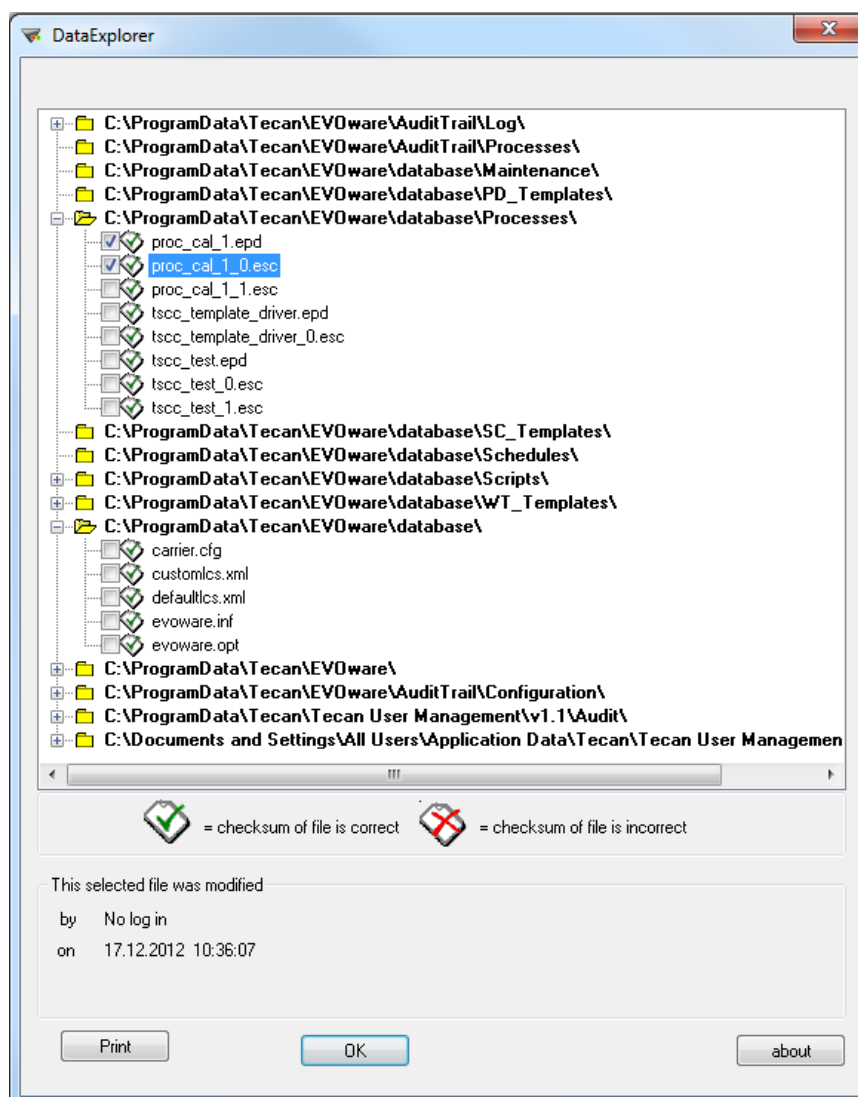 DataExplorer
C:\ProgramData\Tecan\EVOware\AuditTrail\Log\
C:\ProgramData\Tecan\EVOware\AuditTrail\Processes\
C:\ProgramData\Tecan\EVOware\database\Maintenance\
C:\ProgramData\Tecan\EVOware\database\PD_Templates\
C:\ProgramData\Tecan\EVOware\database\Processes\
proc_cal_1.epd
proc_cal_1_0.esc
proc_cal_1_1.esc
tscc_template_driver.epd
tscc_template_driver_0.esc
tscc_test.epd
tscc_test_0.esc
tscc_test_1.esc
C:\ProgramData\Tecan\EVOware\database\SC_Templates\
C:\ProgramData\Tecan\EVOware\database\Schedules\
C:\ProgramData\Tecan\EVOware\database\Scripts\
C:\ProgramData\Tecan\EVOware\database\WT_Templates\
C:\ProgramData\Tecan\EVOware\database\
carrier.cfg
customlcs.xml
defaultlcs.xml
evoware.inf
evoware.opt
C:\ProgramData\Tecan\EVOware\
C:\ProgramData\Tecan\EVOware\AuditTrail\Configuration\
C:\ProgramData\Tecan\Tecan User Management\v1.1\Audit\
C:\Documents and Settings\All Users\Application Data\Tecan\Tecan User Managemen
= checksum of file is correct = checksum of file is incorrect
This selected file was modified
by No log in
on 17.12.2012 10:36:07
Print OK about